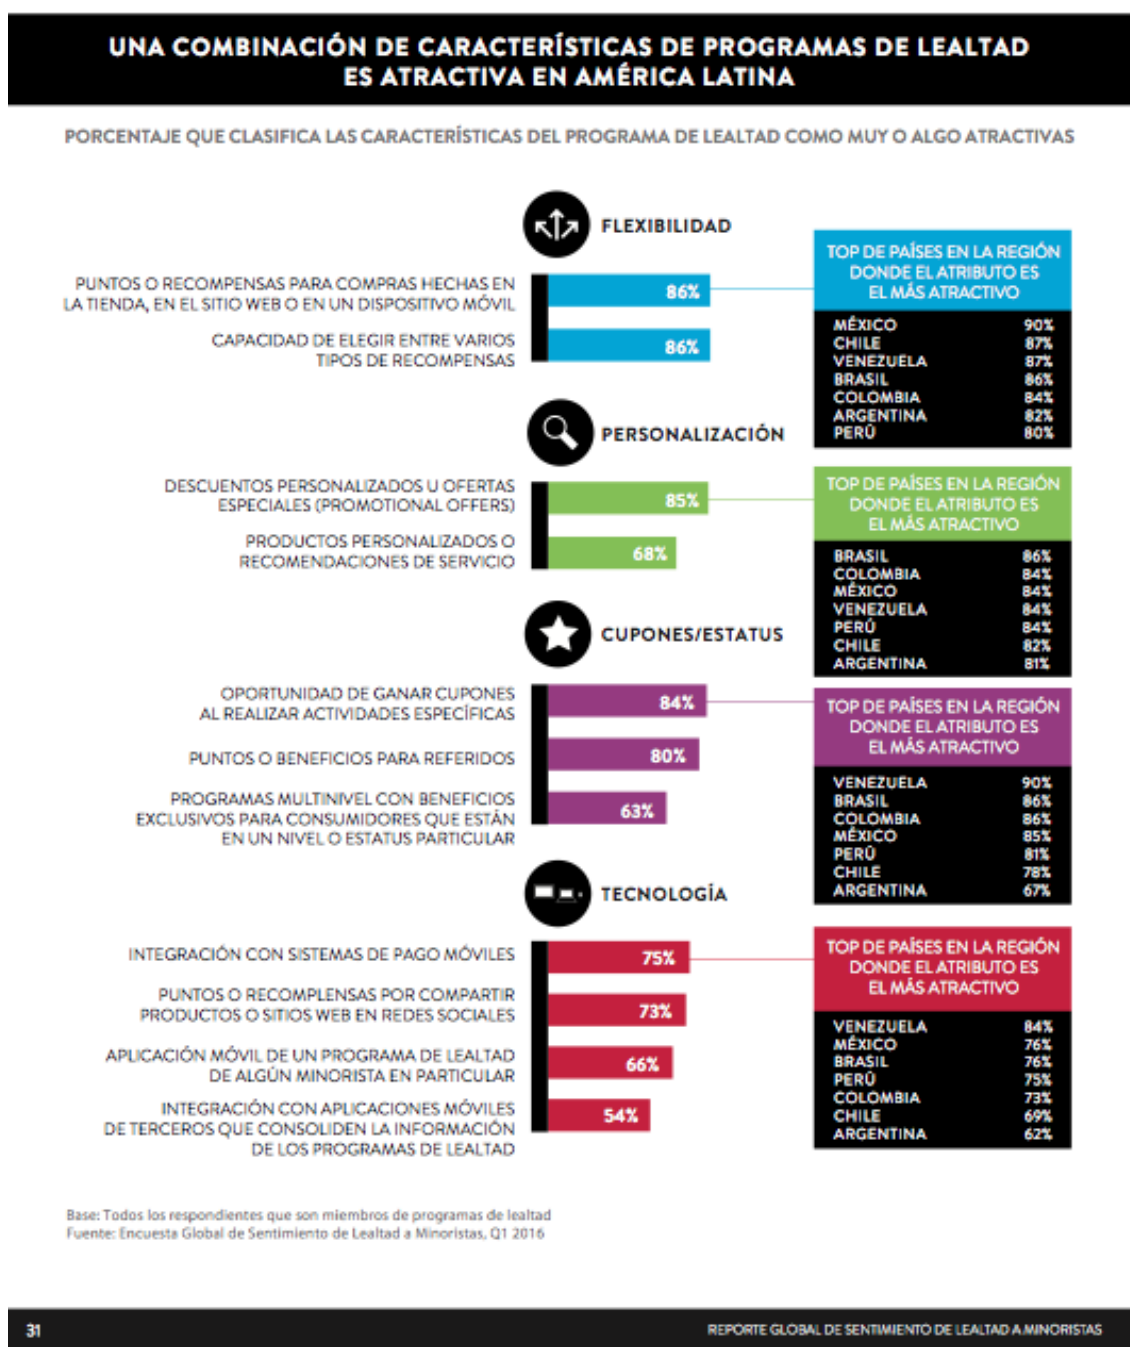 UNA COMBINACIÓN DE CARACTERÍSTICAS DE PROGRAMAS DE LEALTAD
ES ATRACTIVA EN AMÉRICA LATINA
PORCENTAJE QUE CLASIFICA LAS CARACTERÍSTICAS DEL PROGRAMA DE LEALTAD COMO MUY O ALGO ATRACTIVAS
FLEXIBILIDAD
PUNTOS O RECOMPENSAS PARA COMPRAS HECHAS EN
LA TIENDA, EN EL SITIO WEB O EN UN DISPOSITIVO MÓVIL
86%
CAPACIDAD DE ELEGIR ENTRE VARIOS
TIPOS DE RECOMPENSAS
86%
TOP DE PAÍSES EN LA REGIÓN
DONDE EL ATRIBUTO ES
EL MÁS ATRACTIVO
MÉXICO 90%
CHILE 87%
VENEZUELA 87%
BRASIL 86%
COLOMBIA 84%
ARGENTINA 82%
PERÚ 80%
PERSONALIZACIÓN
DESCUENTOS PERSONALIZADOS U OFERTAS
ESPECIALES (PROMOTIONAL OFFERS)
85%
PRODUCTOS PERSONALIZADOS O
RECOMENDACIONES DE SERVICIO
68%
TOP DE PAÍSES EN LA REGIÓN
DONDE EL ATRIBUTO ES
EL MÁS ATRACTIVO
BRASIL 86%
COLOMBIA 84%
MÉXICO 84%
VENEZUELA 84%
PERÚ 84%
CHILE 82%
ARGENTINA 81%
CUPONES/ESTATUS
OPORTUNIDAD DE GANAR CUPONES
AL REALIZAR ACTIVIDADES ESPECÍFICAS
84%
PUNTOS O BENEFICIOS PARA REFERIDOS
80%
PROGRAMAS MULTINIVEL CON BENEFICIOS
EXCLUSIVOS PARA CONSUMIDORES QUE ESTÁN
EN UN NIVEL O ESTATUS PARTICULAR
63%
TOP DE PAÍSES EN LA REGIÓN
DONDE EL ATRIBUTO ES
EL MÁS ATRACTIVO
VENEZUELA 90%
BRASIL 86%
COLOMBIA 86%
MÉXICO 85%
PERÚ 81%
CHILE 78%
ARGENTINA 67%
TECNOLOGÍA
INTEGRACIÓN CON SISTEMAS DE PAGO MÓVILES
75%
PUNTOS O RECOMPLENSAS POR COMPARTIR
PRODUCTOS O SITIOS WEB EN REDES SOCIALES
73%
APLICACIÓN MÓVIL DE UN PROGRAMA DE LEALTAD
DE ALGÚN MINORISTA EN PARTICULAR
66%
INTEGRACIÓN CON APLICACIONES MÓVILES
DE TERCEROS QUE CONSOLIDEN LA INFORMACIÓN
DE LOS PROGRAMAS DE LEALTAD
54%
TOP DE PAÍSES EN LA REGIÓN
DONDE EL ATRIBUTO ES
EL MÁS ATRACTIVO
VENEZUELA 84%
MÉXICO 76%
BRASIL 76%
PERÚ 75%
COLOMBIA 73%
CHILE 69%
ARGENTINA 62%
Base: Todos los respondientes que son miembros de programas de lealtad
Fuente: Encuesta Global de Sentimiento de Lealtad a Minoristas, Q1 2016
31
REPORTE GLOBAL DE SENTIMIENTO DE LEALTAD A MINORISTAS